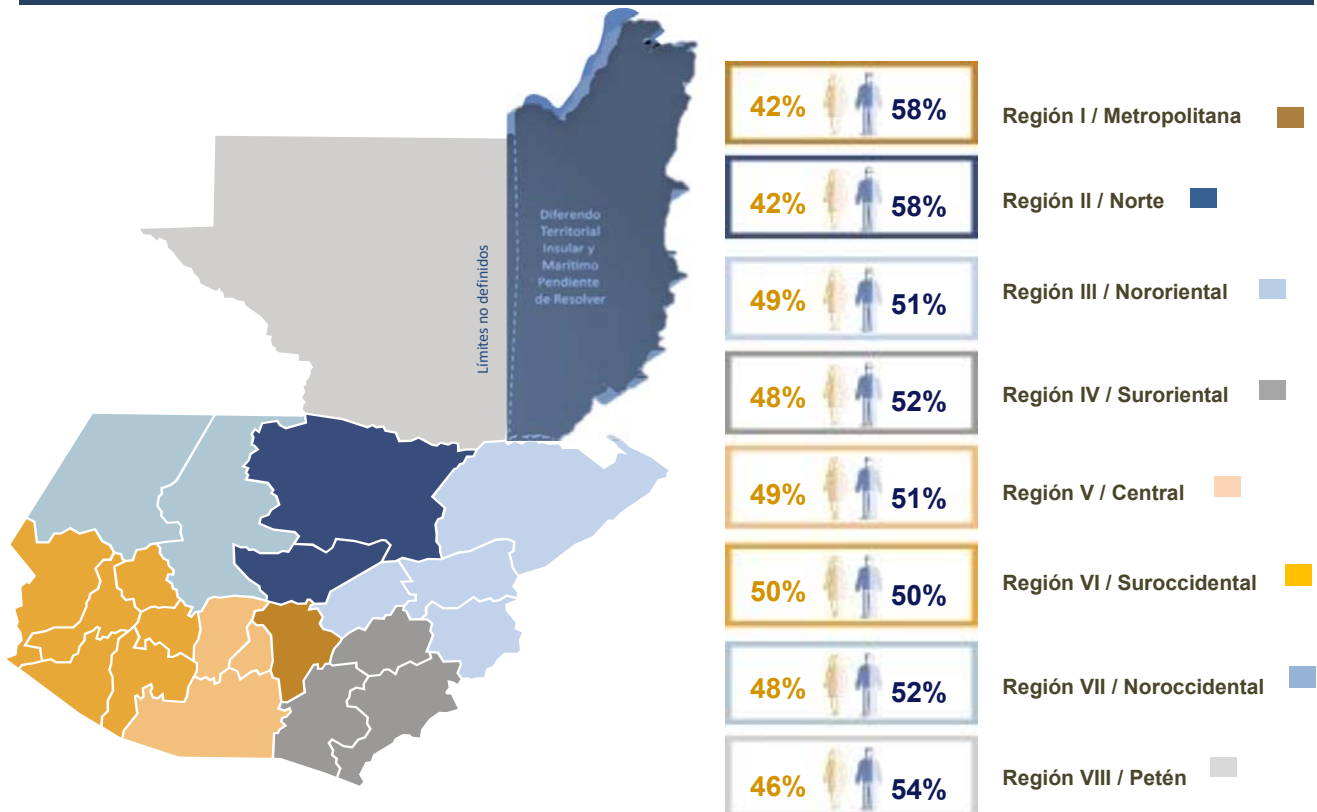 Diferendo
Territorial
Insular y
Marítimo
Pendiente
de Resolver
Límites no definidos
42% 58% Región I / Metropolitana
42% 58% Región II / Norte
49% 51% Región III / Nororiental
48% 52% Región IV / Suroriental
49% 51% Región V / Central
50% 50% Región VI / Suroccidental
48% 52% Región VII / Noroccidental
46% 54% Región VIII / Petén